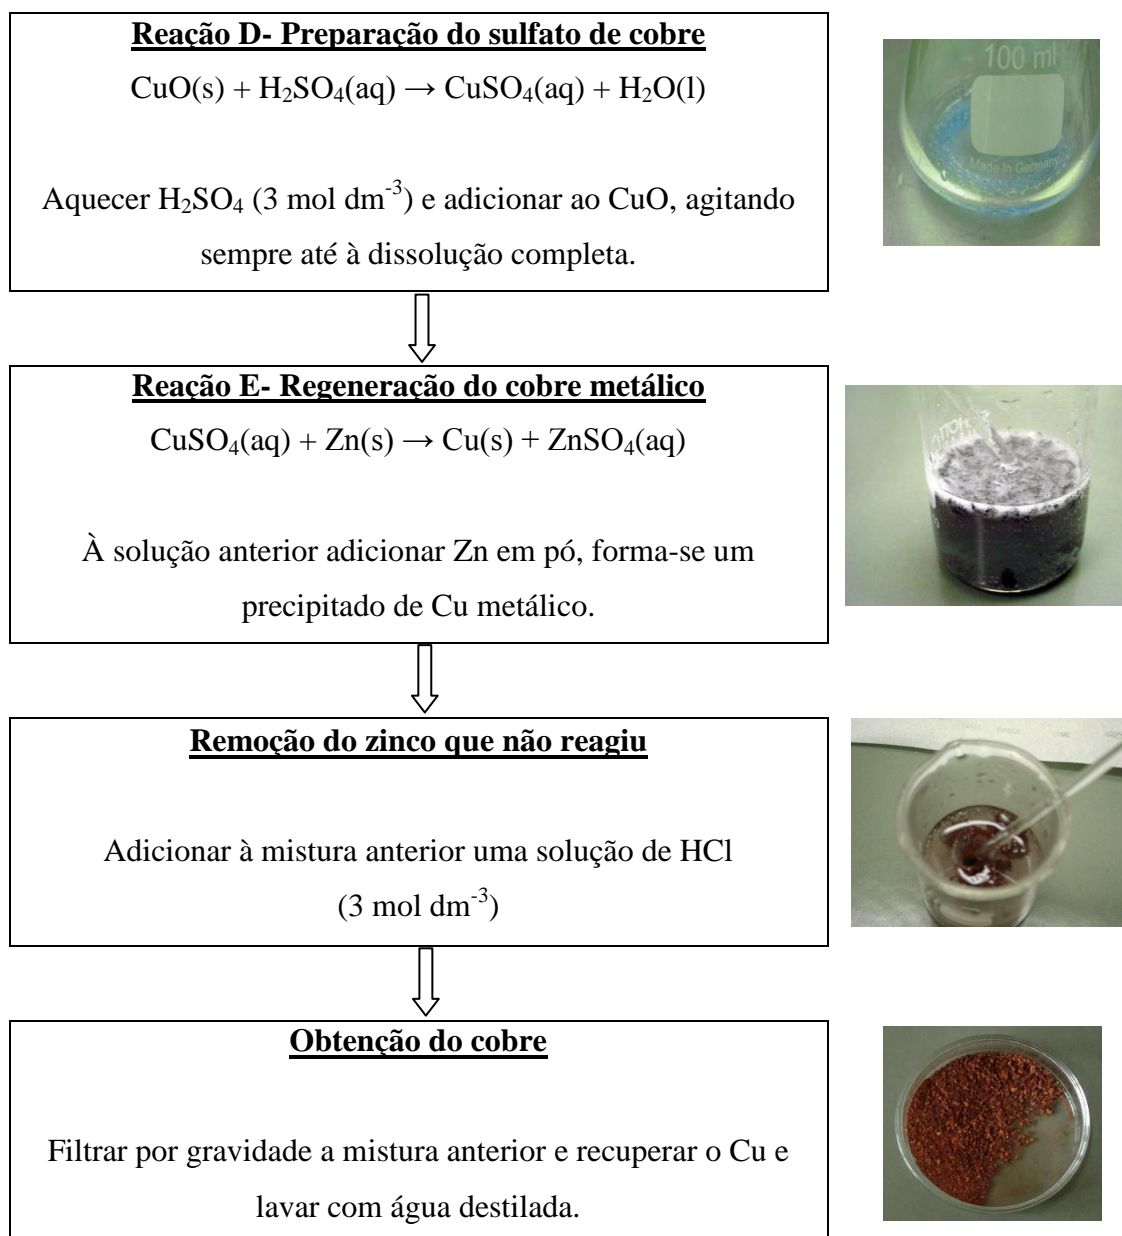 Reação D- Preparação do sulfato de cobre
CuO(s) + H₂SO₄(aq) → CuSO₄(aq) + H₂O(l)
Aquecer H₂SO₄ (3 mol dm⁻³) e adicionar ao CuO, agitando
sempre até à dissolução completa.
100 ml
Made in Germany
Reação E- Regeneração do cobre metálico
CuSO₄(aq) + Zn(s) → Cu(s) + ZnSO₄(aq)
À solução anterior adicionar Zn em pó, forma-se um
precipitado de Cu metálico.
Remoção do zinco que não reagiu
Adicionar à mistura anterior uma solução de HCl
(3 mol dm⁻³)
Obtenção do cobre
Filtrar por gravidade a mistura anterior e recuperar o Cu e
lavar com água destilada.